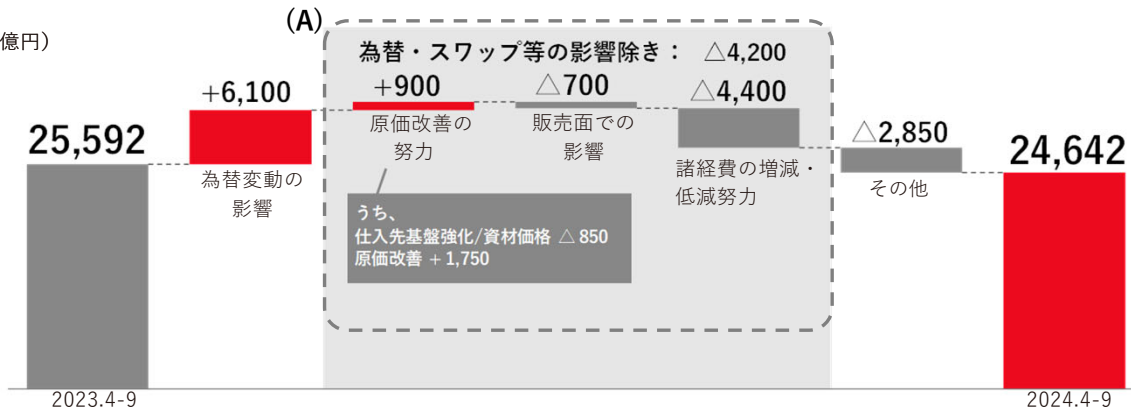 (A)
億円)
為替・スワップ等の影響除き： △4,200
+6,100
+900
△700
△4,400
25,592
原価改善の
努力
販売面での
影響
△2,850
24,642
為替変動の
影響
諸経費の増減・
低減努力
その他
うち、
仕入先基盤強化/資材価格 △850
原価改善 + 1,750
2023.4-9
2024.4-9